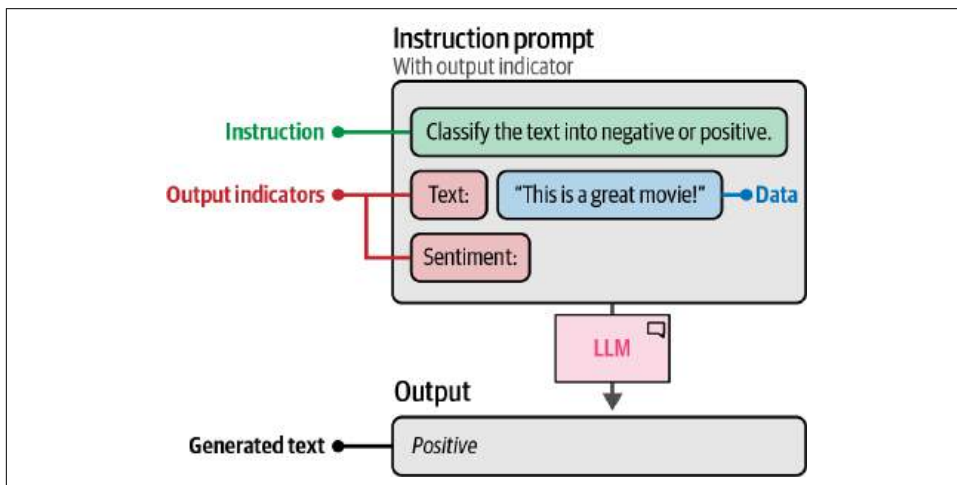 Instruction prompt
With output indicator
Instruction
Classify the text into negative or positive.
Output indicators
Text:
“This is a great movie!”
Data
Sentiment:
LLM
Output
Generated text
Positive